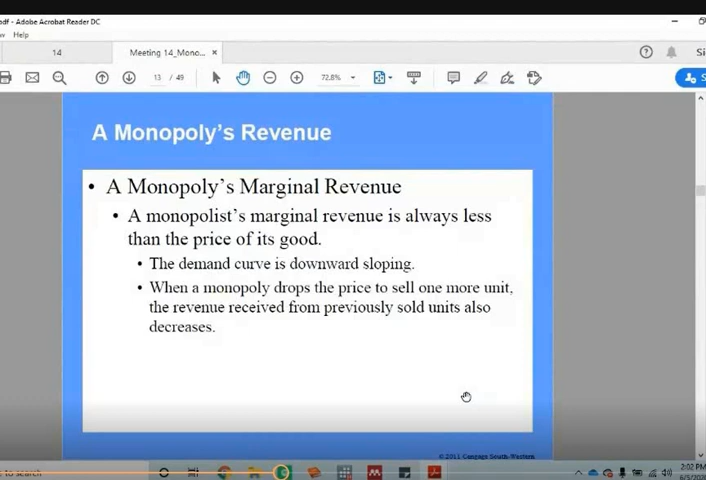 pdf - Adobe Acrobat Reader DC
Help
14
Meeting 14_Mono... ×
13 / 49
72.8%
A Monopoly's Revenue
• A Monopoly's Marginal Revenue
• A monopolist's marginal revenue is always less
than the price of its good.
• The demand curve is downward sloping.
• When a monopoly drops the price to sell one more unit,
the revenue received from previously sold units also
decreases.
© 2011 Cengage South-Western
to search
2:02 PM